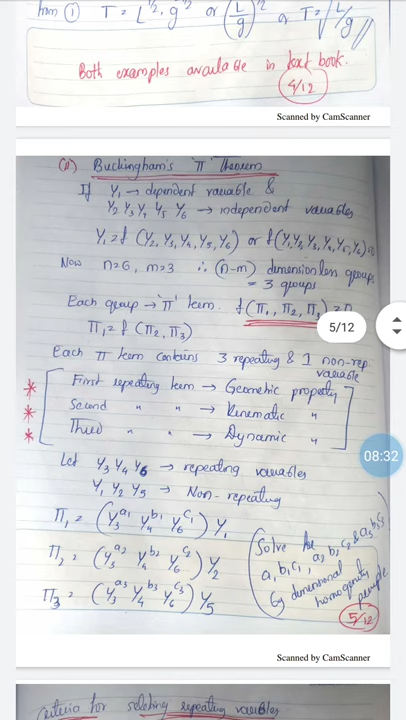 from ① T = L^1/2 . g^-1/2 or (L/g)^1/2 or T = √L/g
Both examples available in text book.
4/12
Scanned by CamScanner
(11) Buckingham's π Theorem
If Y1 → dependent variable &
Y2 Y3 Y4 Y5 Y6 → independent variables
Y1 = f (Y2, Y3, Y4, Y5, Y6) or f(Y1, Y2, Y3, Y4, Y5, Y6) = 0
Now n=6, m=3 ∴ (n-m) dimensionless groups
= 3 groups
Each group → 'π' term. f (π1, π2, π3) = 0
π1 = f (π2, π3)
5/12
Each π term contains 3 repeating & 1 non-rep.
variable
* First repeating term → Geometric property
* Second " " → Kinematic "
* Third " " → Dynamic "
08:32
Let Y3 Y4 Y6 → repeating variables
Y1 Y2 Y5 → Non-repeating
π1 = (Y3^a1 Y4^b1 Y6^c1) Y1
π2 = (Y3^a2 Y4^b2 Y6^c2) Y2
π3 = (Y3^a3 Y4^b3 Y6^c3) Y5
Solve for
a1 b1 c1, a2 b2 c2 & a3 b3 c3
by dimensional
homogenity
5/12
Scanned by CamScanner
Criteria for selecting repeating variables